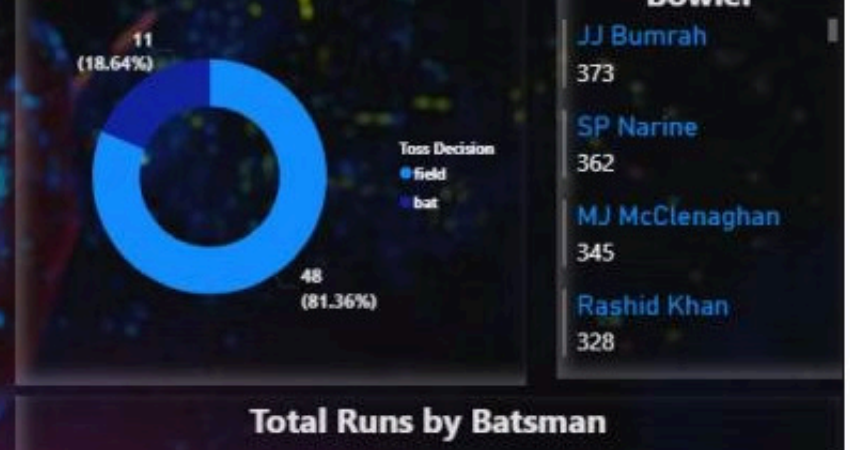 11
(18.64%)
Toss Decision
field
bat
48
(81.36%)
Bowler
JJ Bumrah
373
SP Narine
362
MJ McClenaghan
345
Rashid Khan
328
Total Runs by Batsman